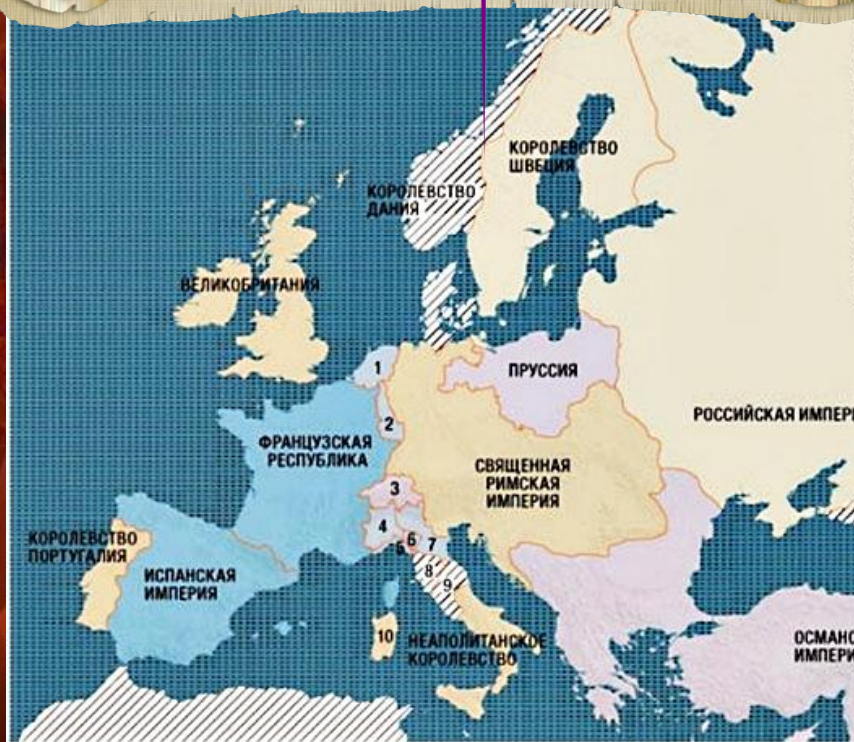 КОРОЛЕВСТВО
ШВЕЦИЯ
КОРОЛЕВСТВО
ДАНИЯ
ВЕЛИКОБРИТАНИЯ
1
ПРУССИЯ
2
ФРАНЦУЗСКАЯ
РЕСПУБЛИКА
РОССИЙСКАЯ ИМПЕРИ
СВЯЩЕННАЯ
РИМСКАЯ
ИМПЕРИЯ
3
4
5
6
7
8
9
КОРОЛЕВСТВО
ПОРТУГАЛИЯ
ИСПАНСКАЯ
ИМПЕРИЯ
10
НЕАПОЛИТАНСКОЕ
КОРОЛЕВСТВО
ОСМАНС
ИМПЕРИ